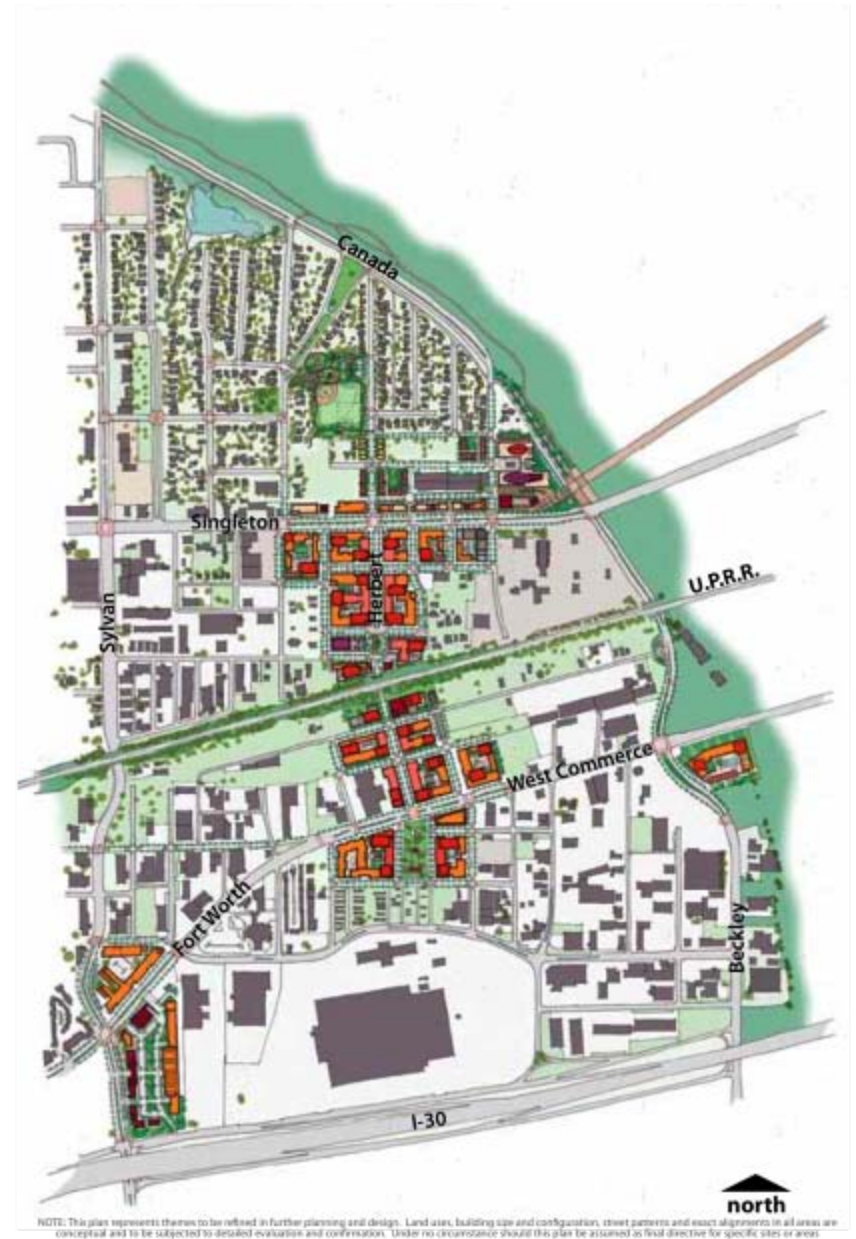 Canada
Singleton
Herbert
U.P.R.R.
Sylvan
West Commerce
Fort Worth
Beckley
I-30
north
NOTE: This plan represents themes to be refined in further planning and design. Land uses, building size and configuration, street patterns and exact alignments in all areas are
conceptual and to be subjected to detailed evaluation and confirmation. Under no circumstance should this plan be assumed as final directive for specific sites or areas